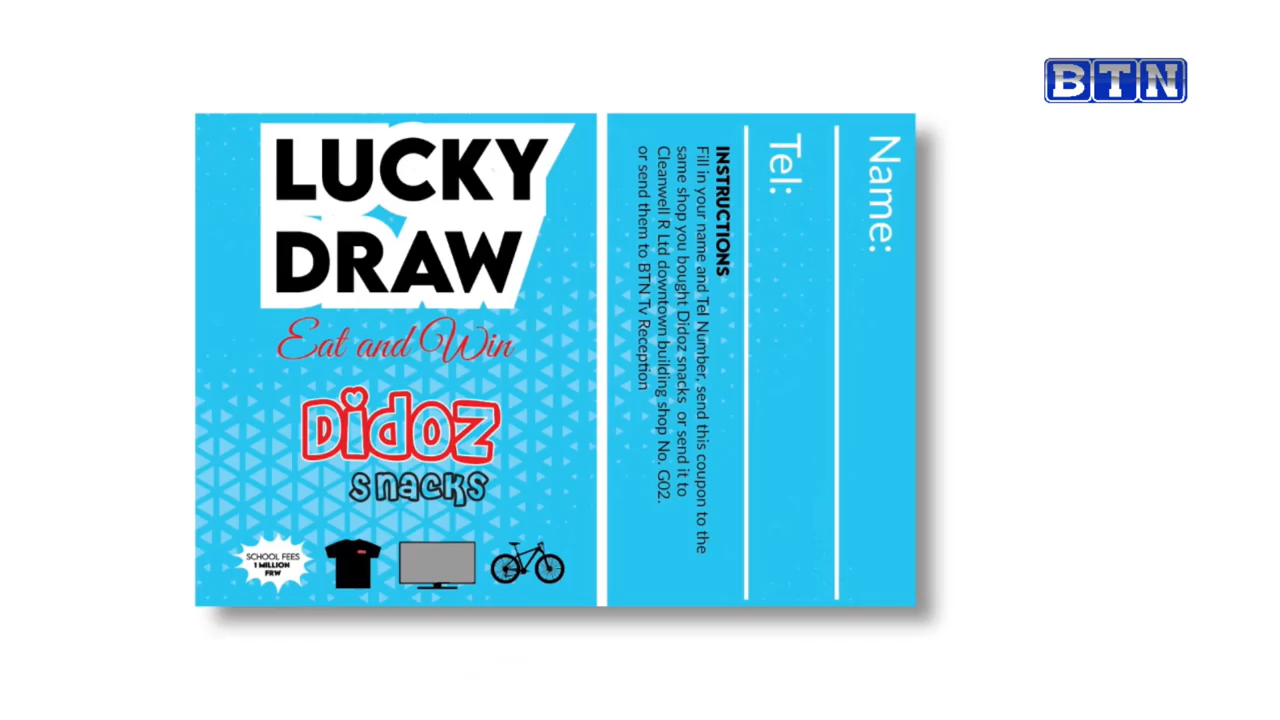 BTN
LUCKY
DRAW
Eat and Win
Didoz
snacks
SCHOOL FEES
1 MILLION
FRW
Name:
Tel:
INSTRUCTIONS
Fill in your name and Tel Number, send this coupon to the
same shop you bought Didoz snacks or send it to
Cleanwell R Ltd downtown building shop No. G02.
or send them to BTN Tv Reception